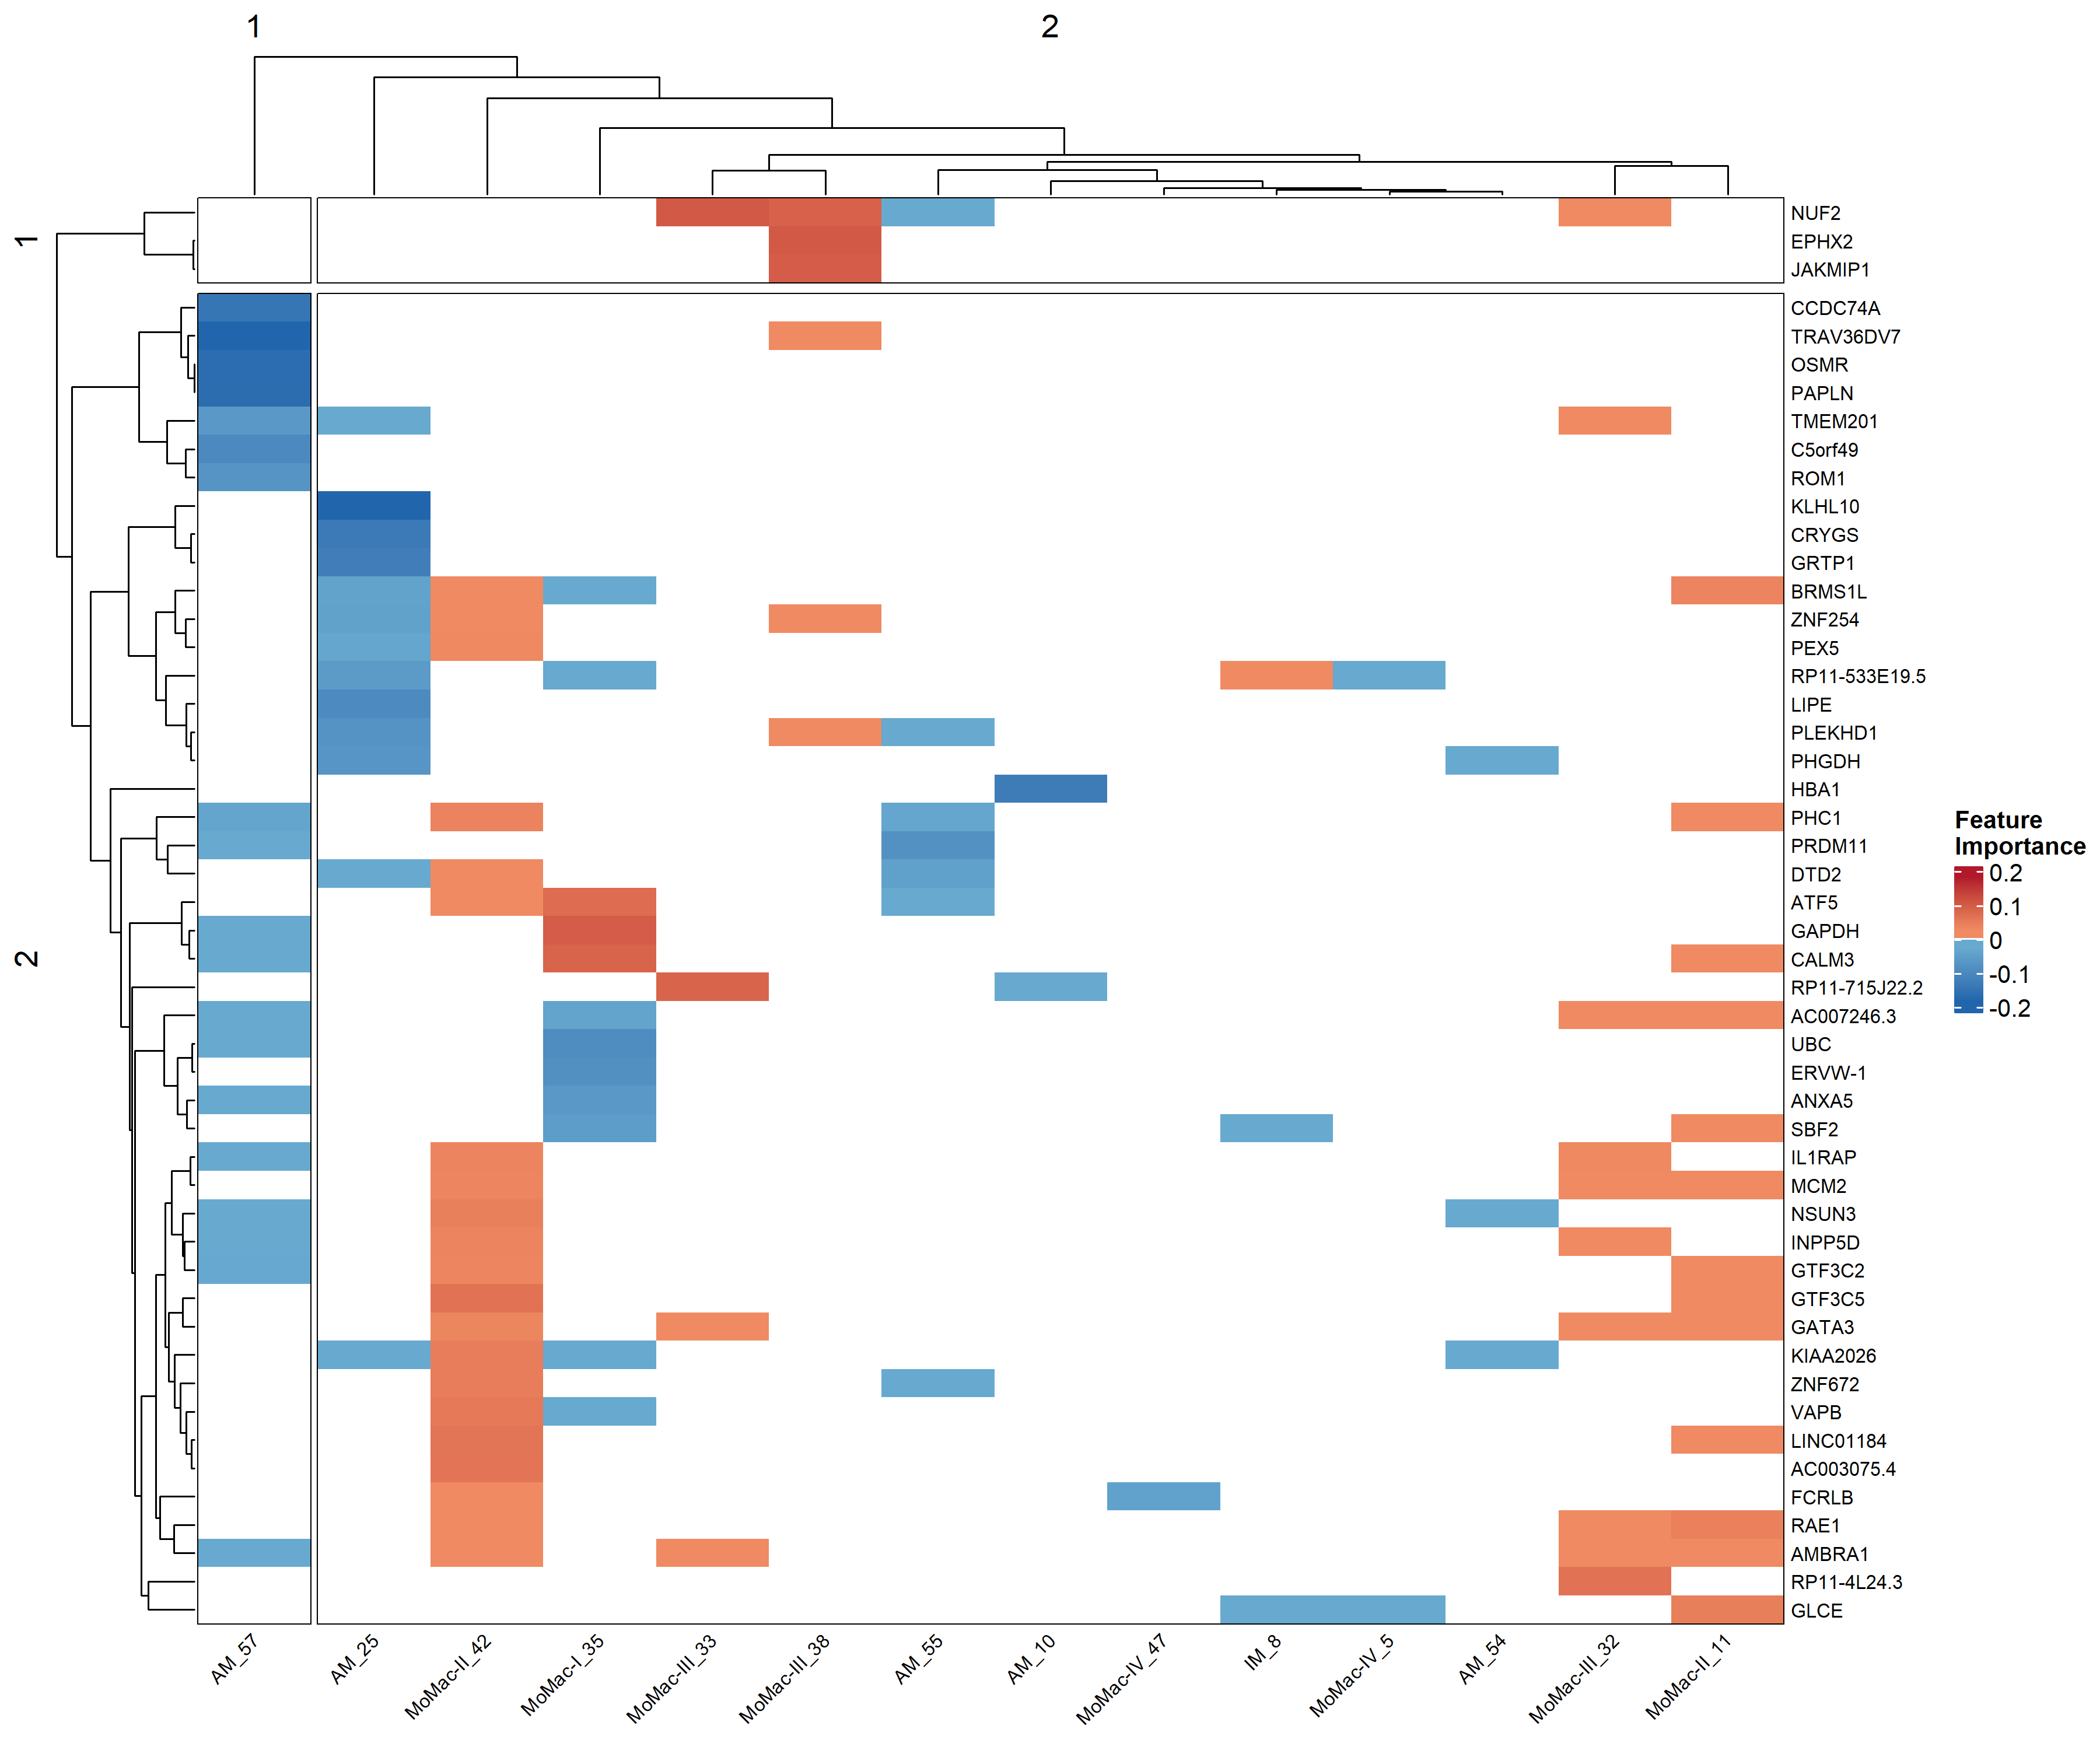 1
2
1
NUF2
EPHX2
JAKMIP1
CCDC74A
TRAV36DV7
OSMR
PAPLN
TMEM201
C5orf49
ROM1
KLHL10
CRYGS
GRTP1
BRMS1L
ZNF254
PEX5
RP11-533E19.5
LIPE
PLEKHD1
PHGDH
HBA1
PHC1
PRDM11
DTD2
ATF5
GAPDH
2
CALM3
RP11-715J22.2
AC007246.3
UBC
ERVW-1
ANXA5
SBF2
IL1RAP
MCM2
NSUN3
INPP5D
GTF3C2
GTF3C5
GATA3
KIAA2026
ZNF672
VAPB
LINC01184
AC003075.4
FCRLB
RAE1
AMBRA1
RP11-4L24.3
GLCE
Feature
Importance
0.2
0.1
0
-0.1
-0.2
AM_57
AM_25
MoMac-II_42
MoMac-I_35
MoMac-III_33
MoMac-III_38
AM_55
AM_10
MoMac-IV_47
IM_8
MoMac-IV_5
AM_54
MoMac-III_32
MoMac-II_11